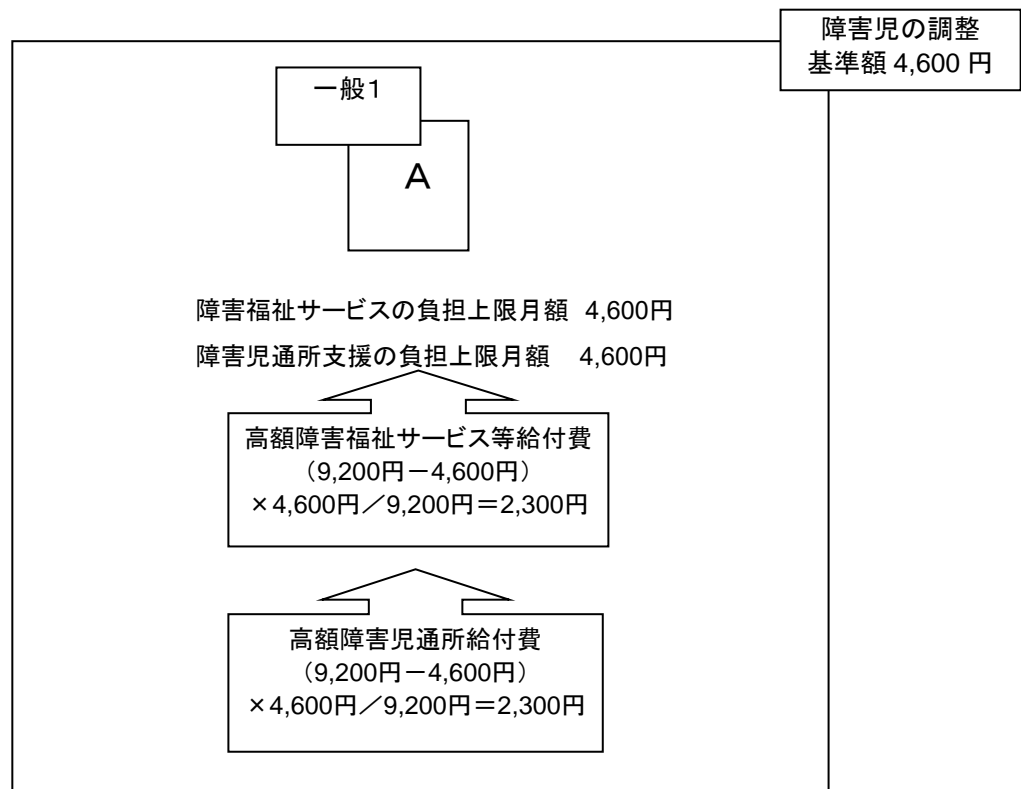 障害児の調整
基準額 4,600 円
一般1
A
障害福祉サービスの負担上限月額 4,600円
障害児通所支援の負担上限月額 4,600円
高額障害福祉サービス等給付費
（9,200円－4,600円）
×4,600円／9,200円＝2,300円
高額障害児通所給付費
（9,200円－4,600円）
×4,600円／9,200円＝2,300円